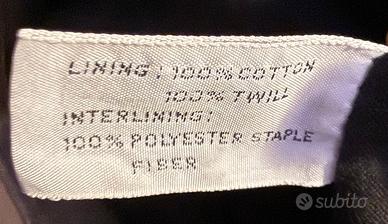 LINING: 100% COTTON
100% TWILL
INTERLINING:
100% POLYESTER STAPLE
FIBER
subito